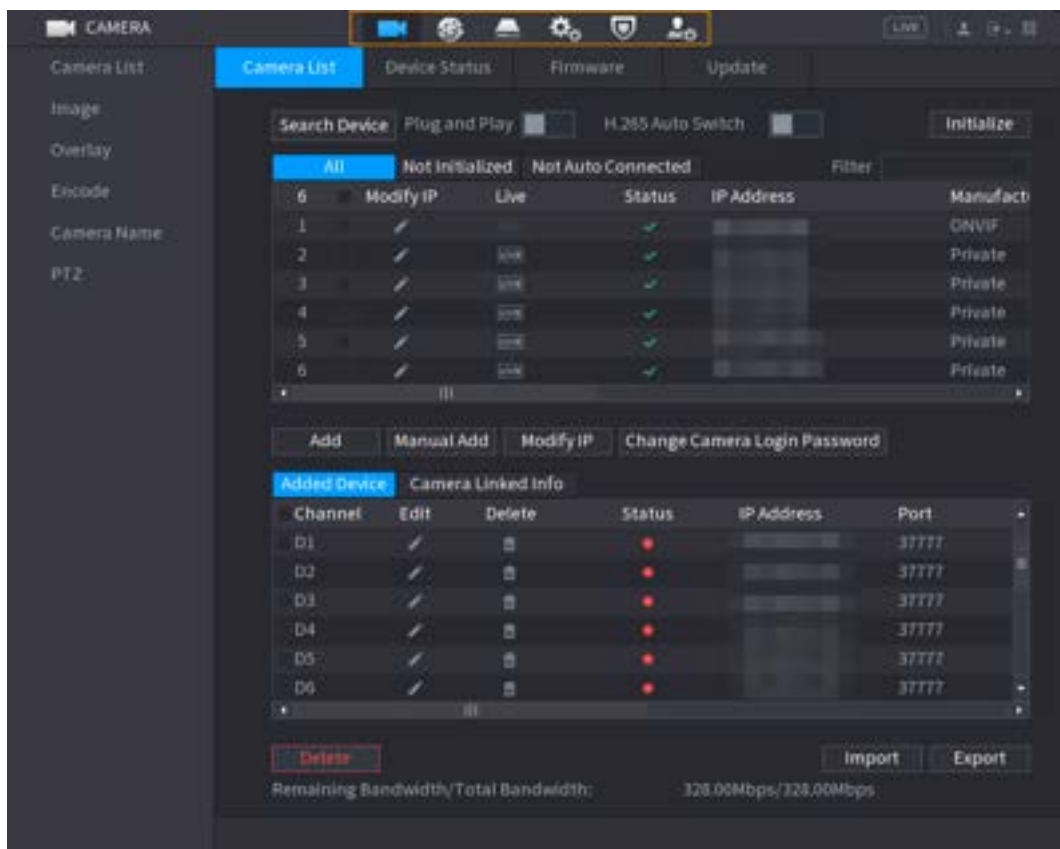 CAMERA LIVE
Camera List
Image
Overlay
Encode
Camera Name
PTZ
Camera List Device Status Firmware Update
Search Device Plug and Play H.265 Auto Switch Initialize
All Not Initialized Not Auto Connected Filter
6 Modify IP Live Status IP Address Manufact
1 ONVIF
2 LIVE Private
3 LIVE Private
4 LIVE Private
5 LIVE Private
6 LIVE Private
Add Manual Add Modify IP Change Camera Login Password
Added Device Camera Linked Info
Channel Edit Delete Status IP Address Port
D1 37777
D2 37777
D3 37777
D4 37777
D5 37777
D6 37777
Delete Import Export
Remaining Bandwidth/Total Bandwidth: 328.00Mbps/328.00Mbps